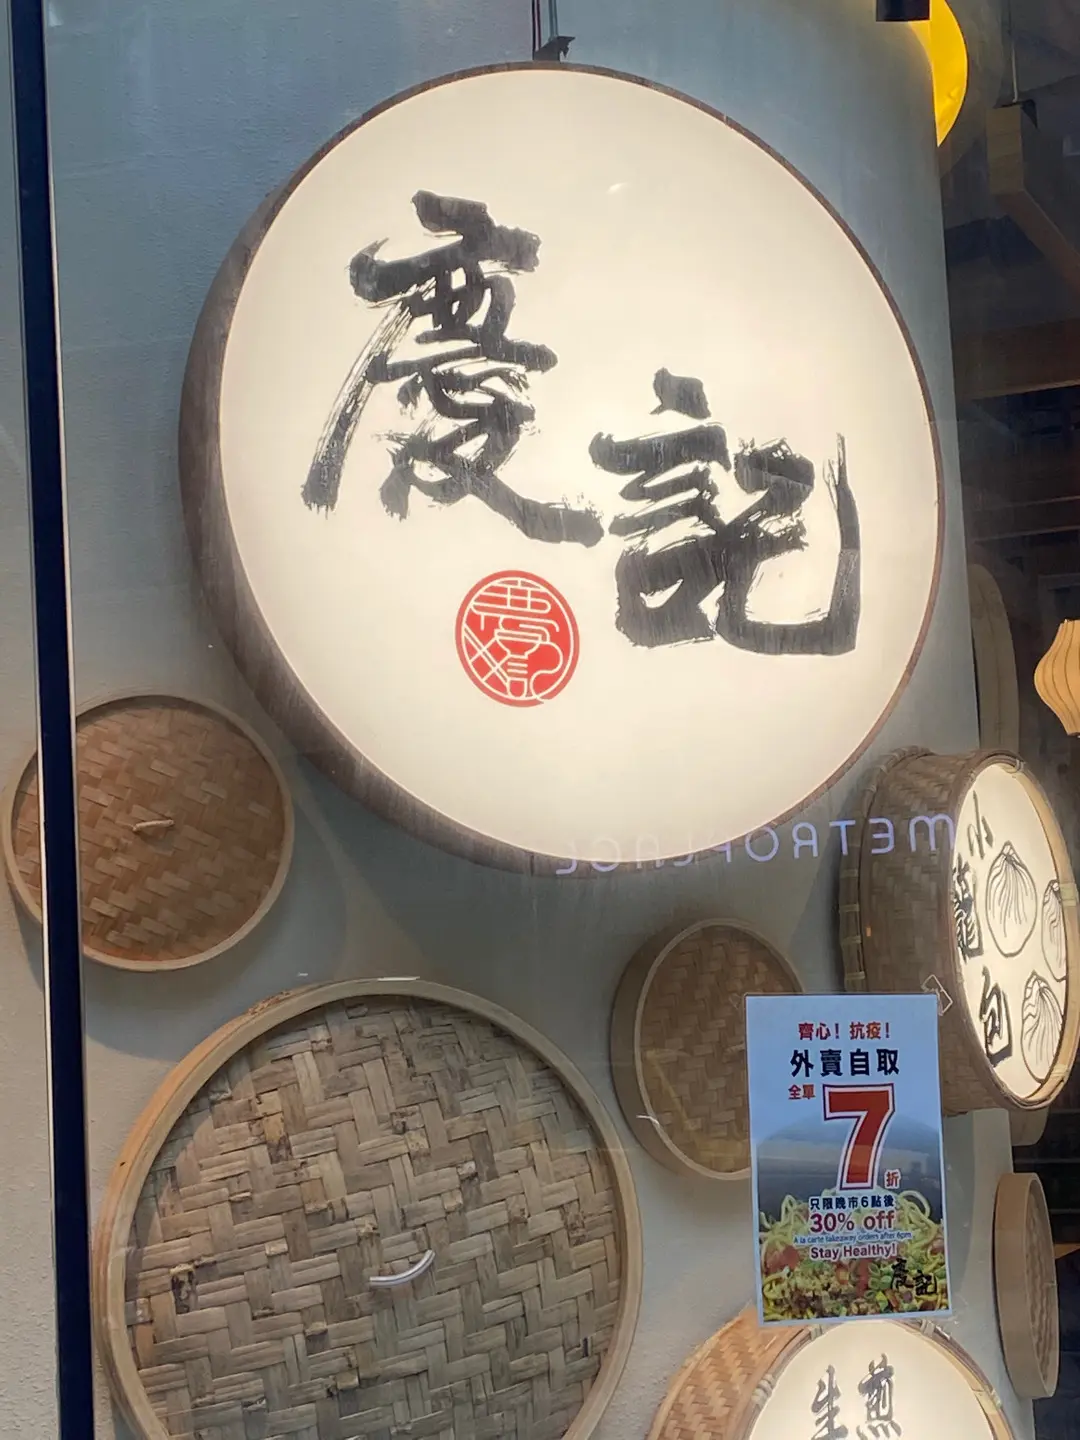 慶記
METROPLACE
小籠包
齊心！抗疫！
外賣自取
全單7折
只限晚市6點後
30% off
A la carte takeaway orders after 6pm
Stay Healthy!
慶記
生煎